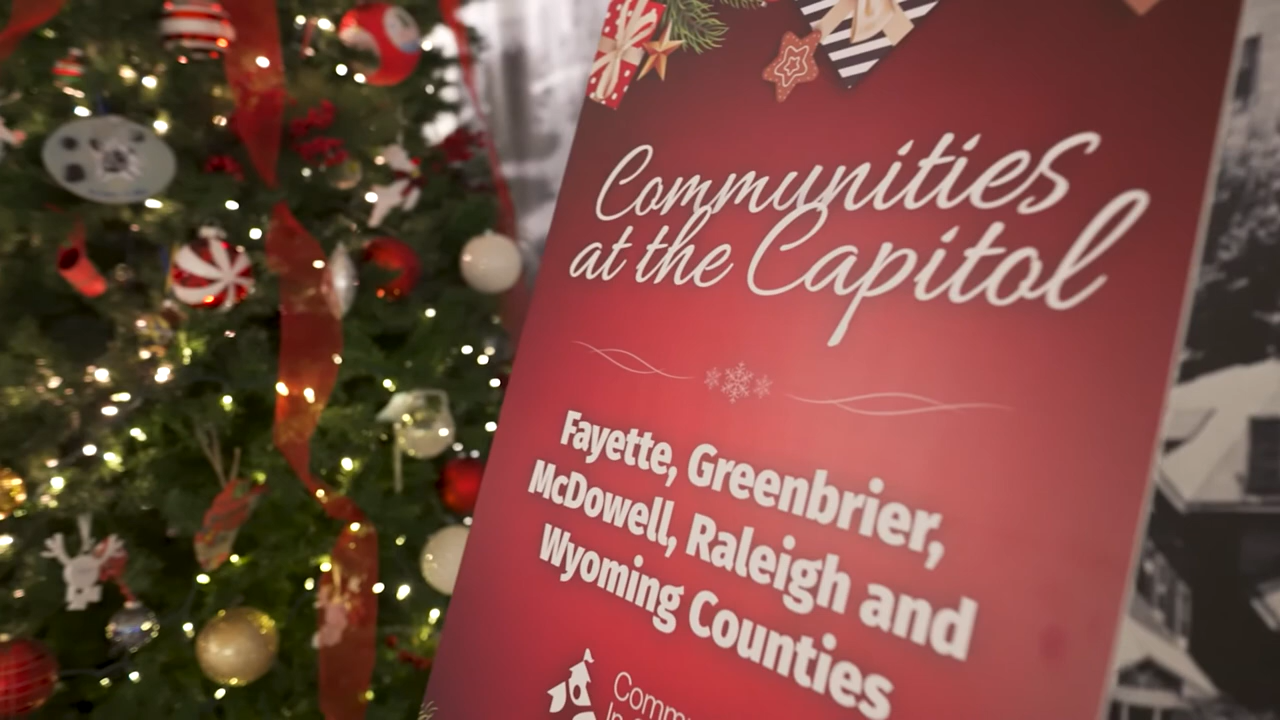 Communities
at the Capitol
Fayette, Greenbrier,
McDowell, Raleigh and
Wyoming Counties